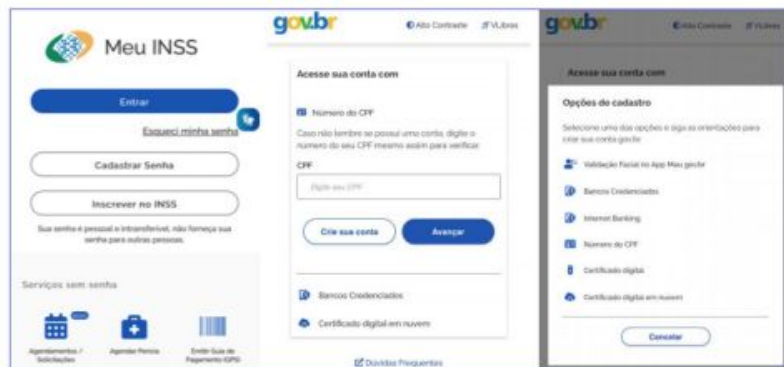 Meu INSS
Entrar
Esqueci minha senha
Cadastrar Senha
Inscrever no INSS
Sua senha é pessoal e intransferível, não forneça sua
senha para outras pessoas.
Serviços sem senha
Agendamentos /
Solicitações
Agendar Perícia
Emitir Guia de
Pagamento (GPS)
gov.br
Alto Contraste
VLibras
Acesse sua conta com
Número do CPF
Caso não lembre se possui uma conta, digite o
número do seu CPF mesmo assim para verificar.
CPF
Digite seu CPF
Crie sua conta
Avançar
Bancos Credenciados
Certificado digital em nuvem
Dúvidas Frequentes
gov.br
Alto Contraste
VLibras
Acesse sua conta com
Opções de cadastro
Selecione uma das opções e siga as orientações para
criar sua conta gov.br:
Validação Facial no App Meu gov.br
Bancos Credenciados
Internet Banking
Número do CPF
Certificado digital
Certificado digital em nuvem
Cancelar